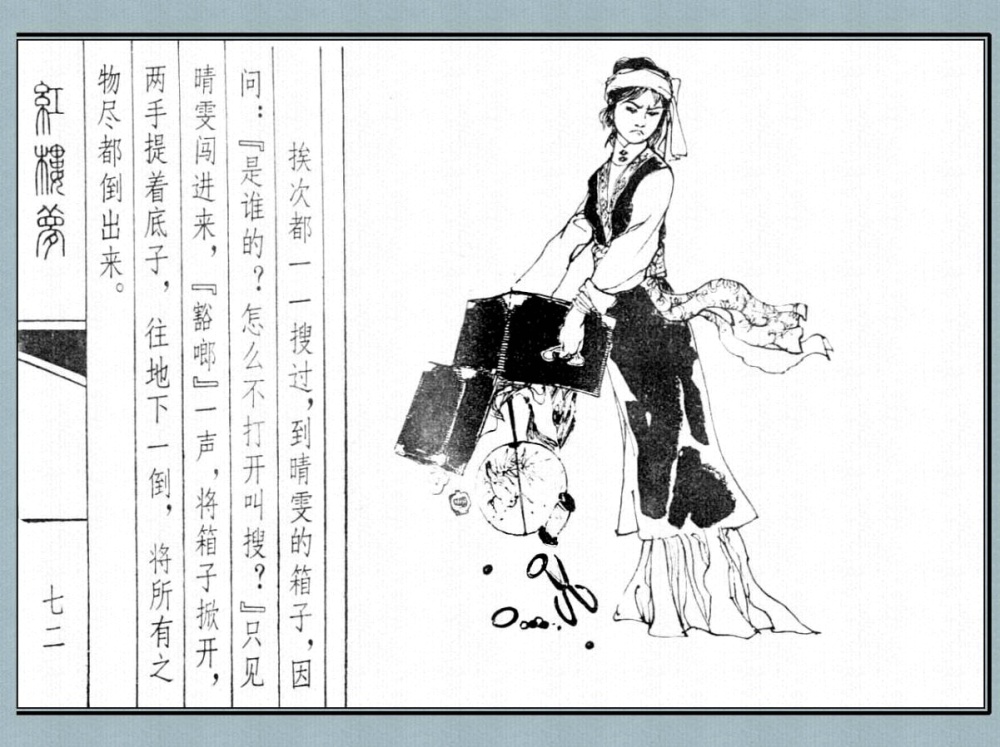 挨次都一一搜过，到晴雯的箱子，因
问：『是谁的？怎么不打开叫搜？』只见
晴雯闯进来，『豁啷』一声，将箱子掀开，
两手提着底子，往地下一倒，将所有之
物尽都倒出来。
紅樓夢
七二